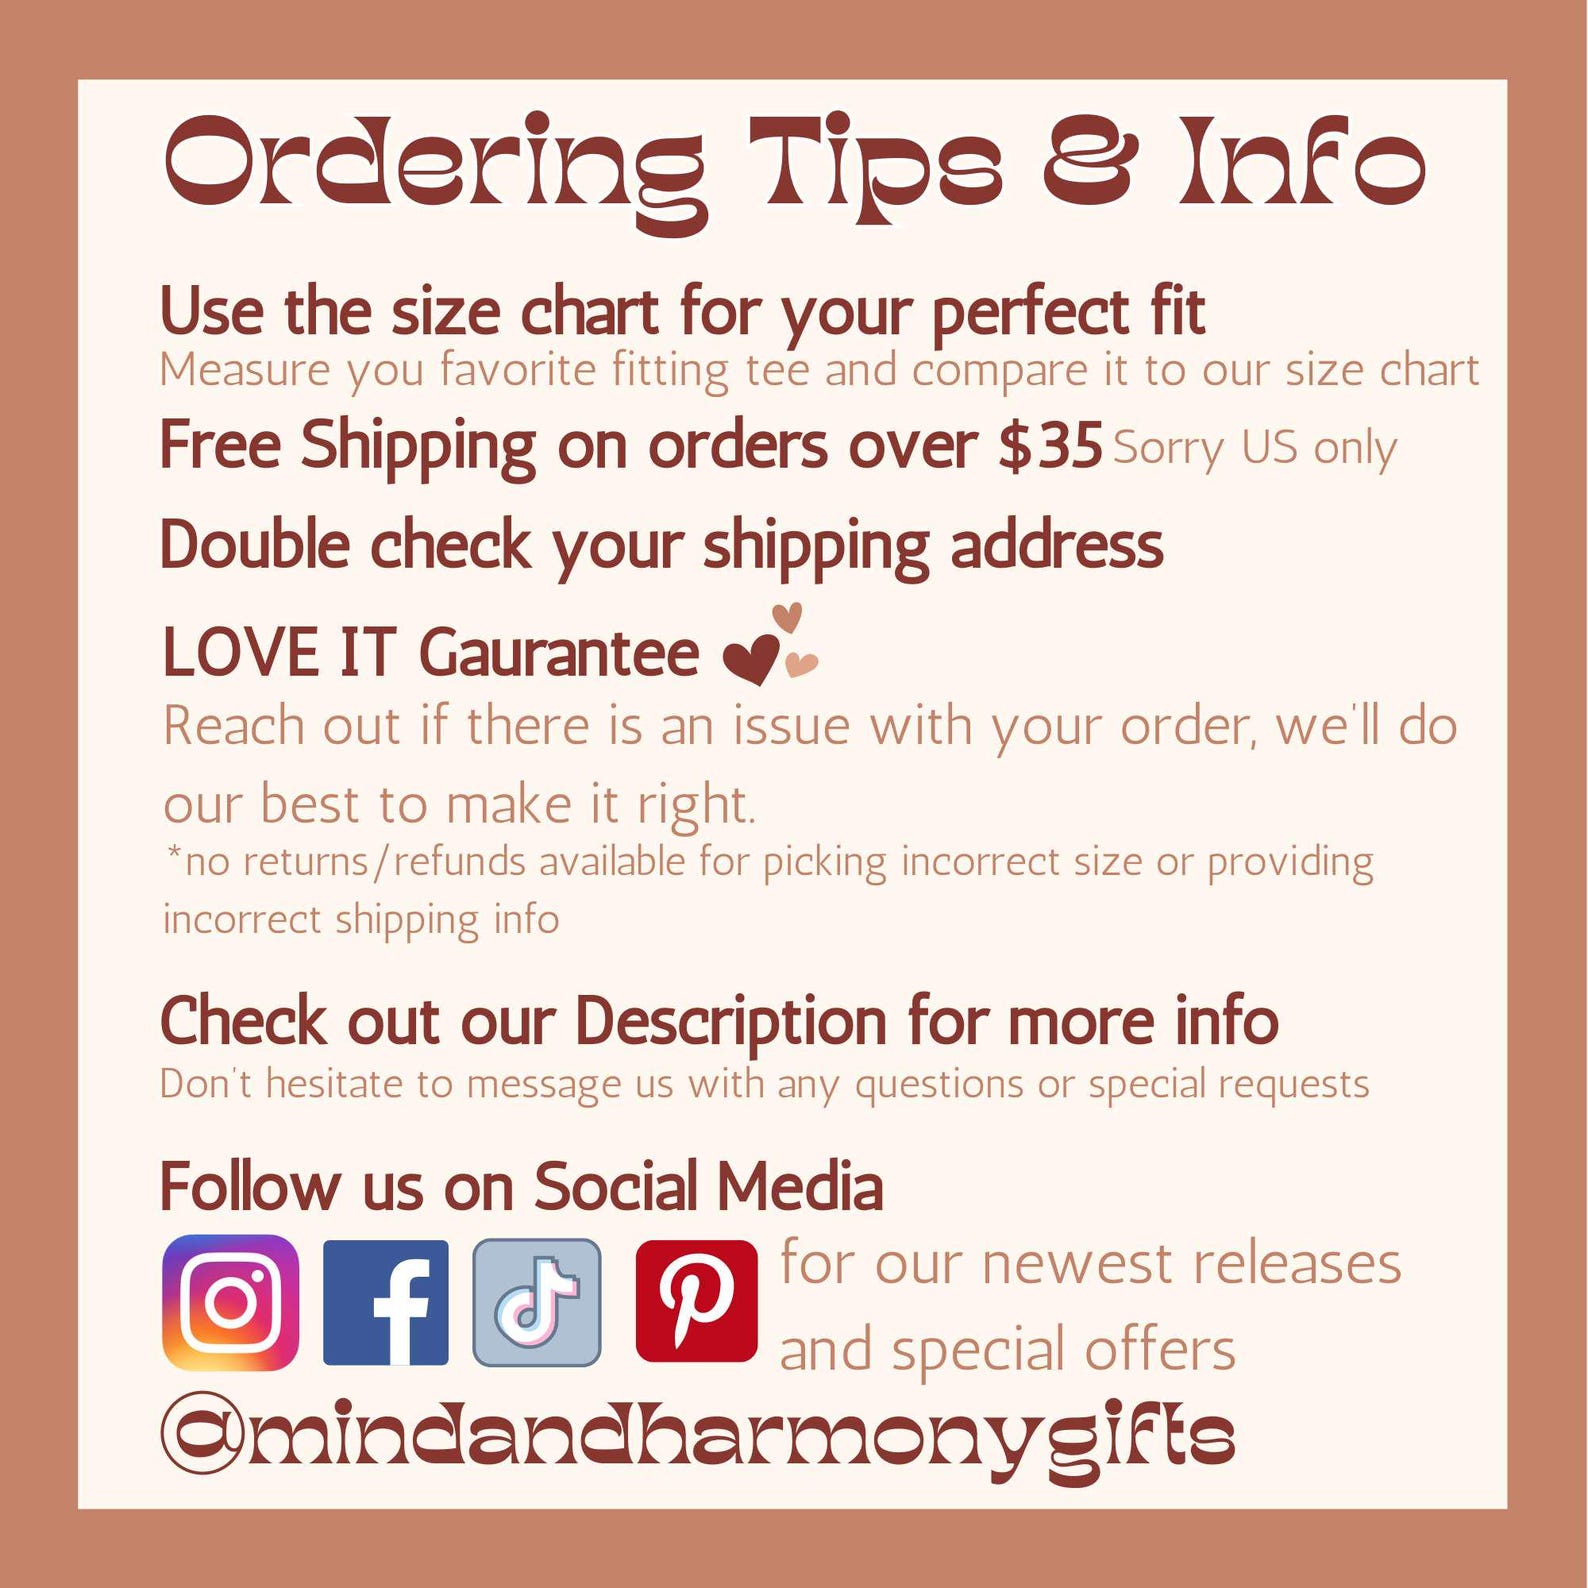 Ordering Tips & Info
Use the size chart for your perfect fit
Measure you favorite fitting tee and compare it to our size chart
Free Shipping on orders over $35 Sorry US only
Double check your shipping address
LOVE IT Gaurantee
Reach out if there is an issue with your order, we'll do
our best to make it right.
*no returns/refunds available for picking incorrect size or providing
incorrect shipping info
Check out our Description for more info
Don't hesitate to message us with any questions or special requests
Follow us on Social Media
for our newest releases
and special offers
@mindandharmonygifts